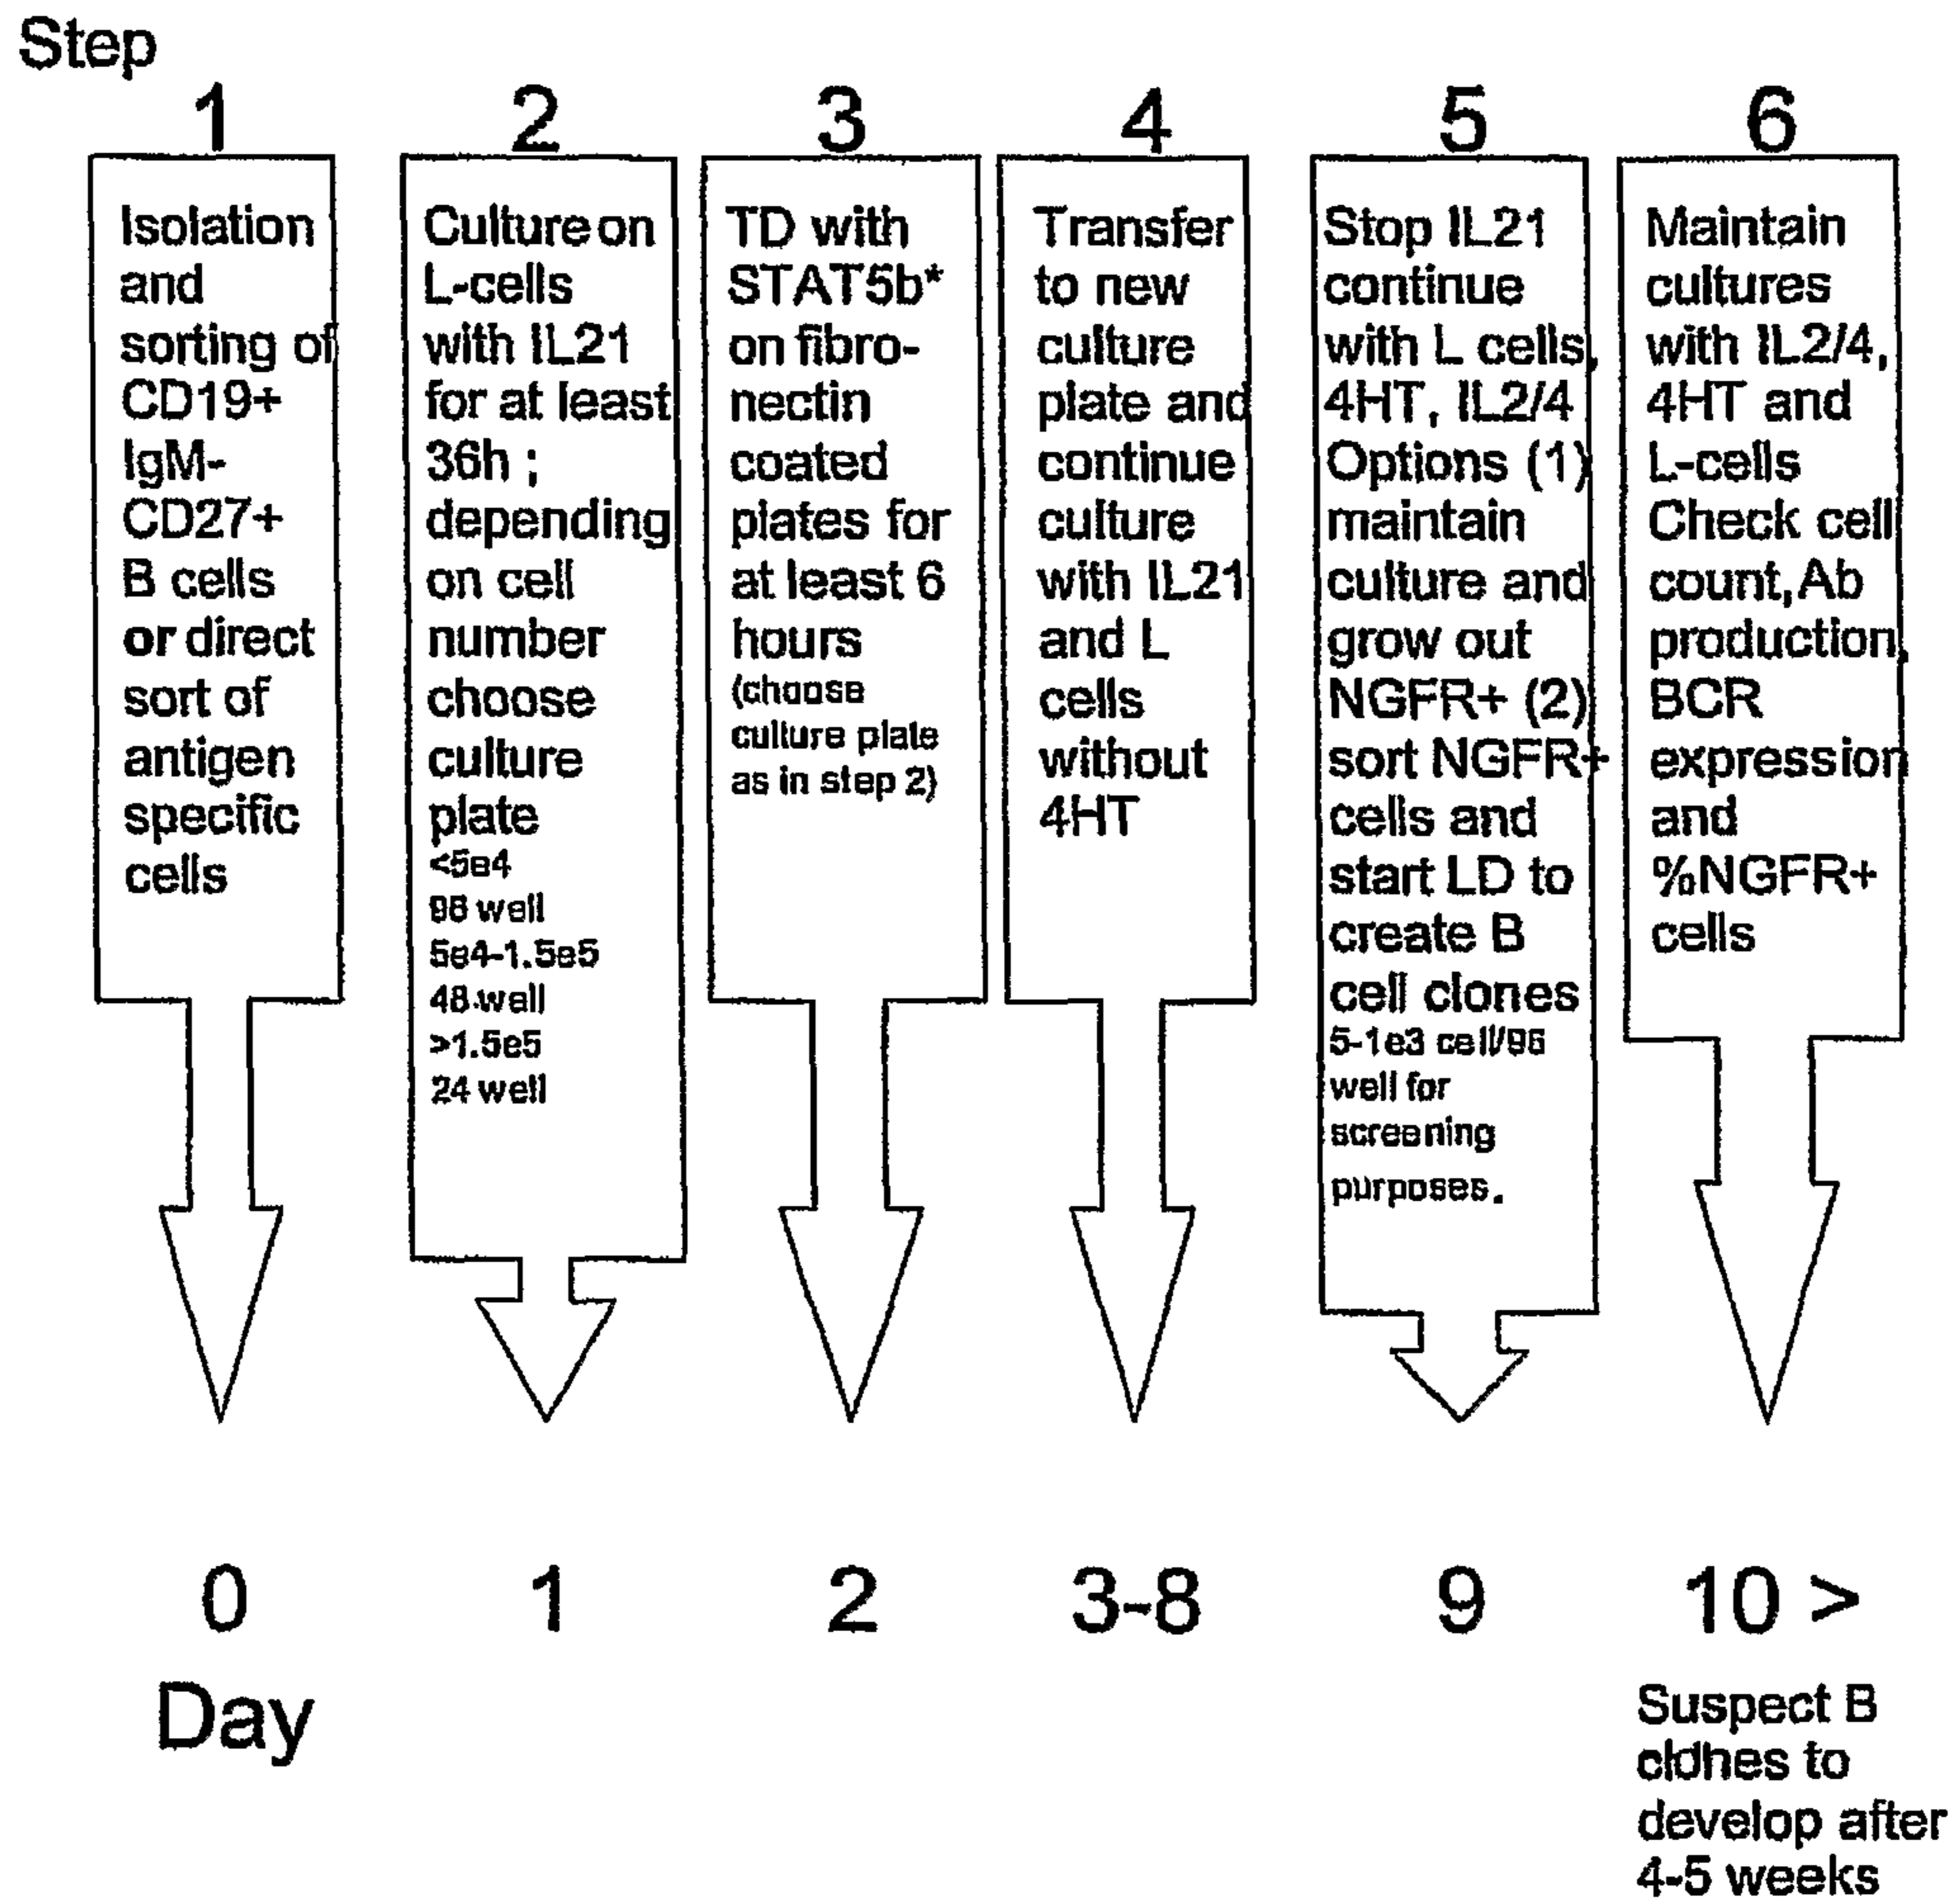 Step
1
Isolation
and
sorting of
CD19+
IgM-
CD27+
B cells
or direct
sort of
antigen
specific
cells
2
Culture on
L-cells
with IL21
for at least
36h ;
depending
on cell
number
choose
culture
plate
<5e4
96 well
5e4-1.5e5
48 well
>1.5e5
24 well
3
TD with
STAT5b*
on fibro-
nectin
coated
plates for
at least 6
hours
(choose
culture plate
as in step 2)
4
Transfer
to new
culture
plate and
continue
culture
with IL21
and L
cells
without
4HT
5
Stop IL21
continue
with L cells,
4HT, IL2/4
Options (1)
maintain
culture and
grow out
NGFR+ (2)
sort NGFR+
cells and
start LD to
create B
cell clones
5-1e3 cell/96
well for
screening
purposes.
6
Maintain
cultures
with IL2/4,
4HT and
L-cells
Check cell
count, Ab
production,
BCR
expression
and
%NGFR+
cells
0
1
2
3-8
9
10 >
Day
Suspect B
clones to
develop after
4-5 weeks